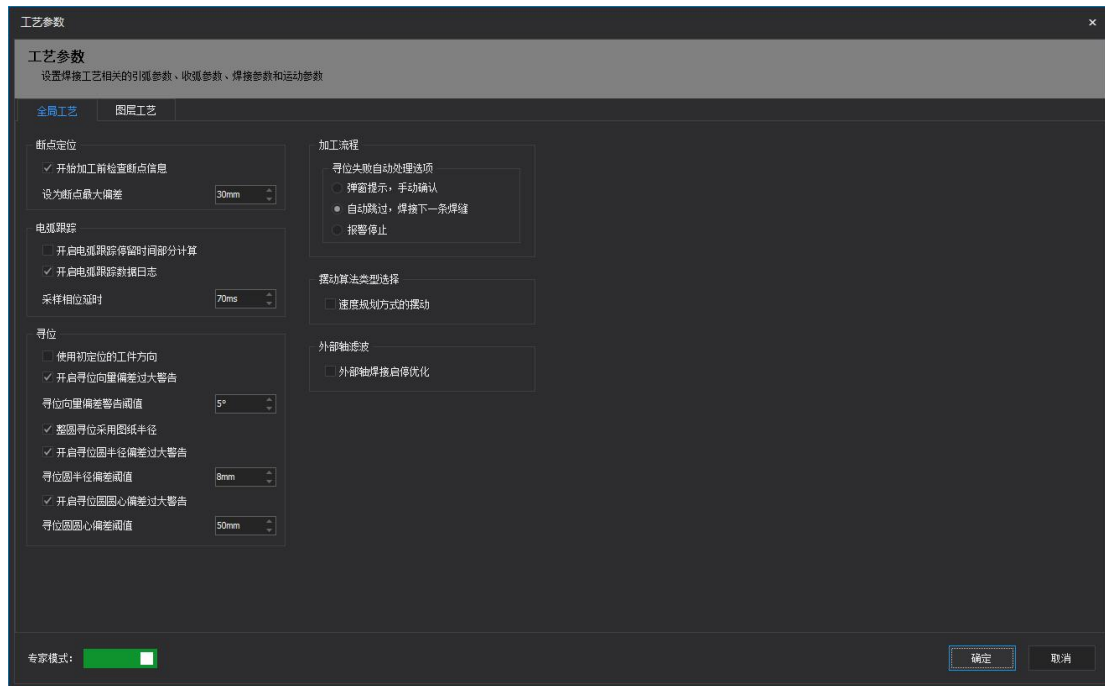 工艺参数
工艺参数
设置焊接工艺相关的引弧参数、收弧参数、焊接参数和运动参数
全局工艺 图层工艺
断点定位
开始加工前检查断点信息
设为断点最大偏差 30mm
电弧跟踪
开启电弧跟踪停留时间部分计算
开启电弧跟踪数据日志
采样相位延时 70ms
寻位
使用初定位的工件方向
开启寻位向量偏差过大警告
寻位向量偏差警告阈值 5°
整圆寻位采用图纸半径
开启寻位圆半径偏差过大警告
寻位圆半径偏差阈值 8mm
开启寻位圆圆心偏差过大警告
寻位圆圆心偏差阈值 50mm
加工流程
寻位失败自动处理选项
弹窗提示，手动确认
自动跳过，焊接下一条焊缝
报警停止
摆动算法类型选择
速度规划方式的摆动
外部轴滤波
外部轴焊接启停优化
专家模式：
确定 取消